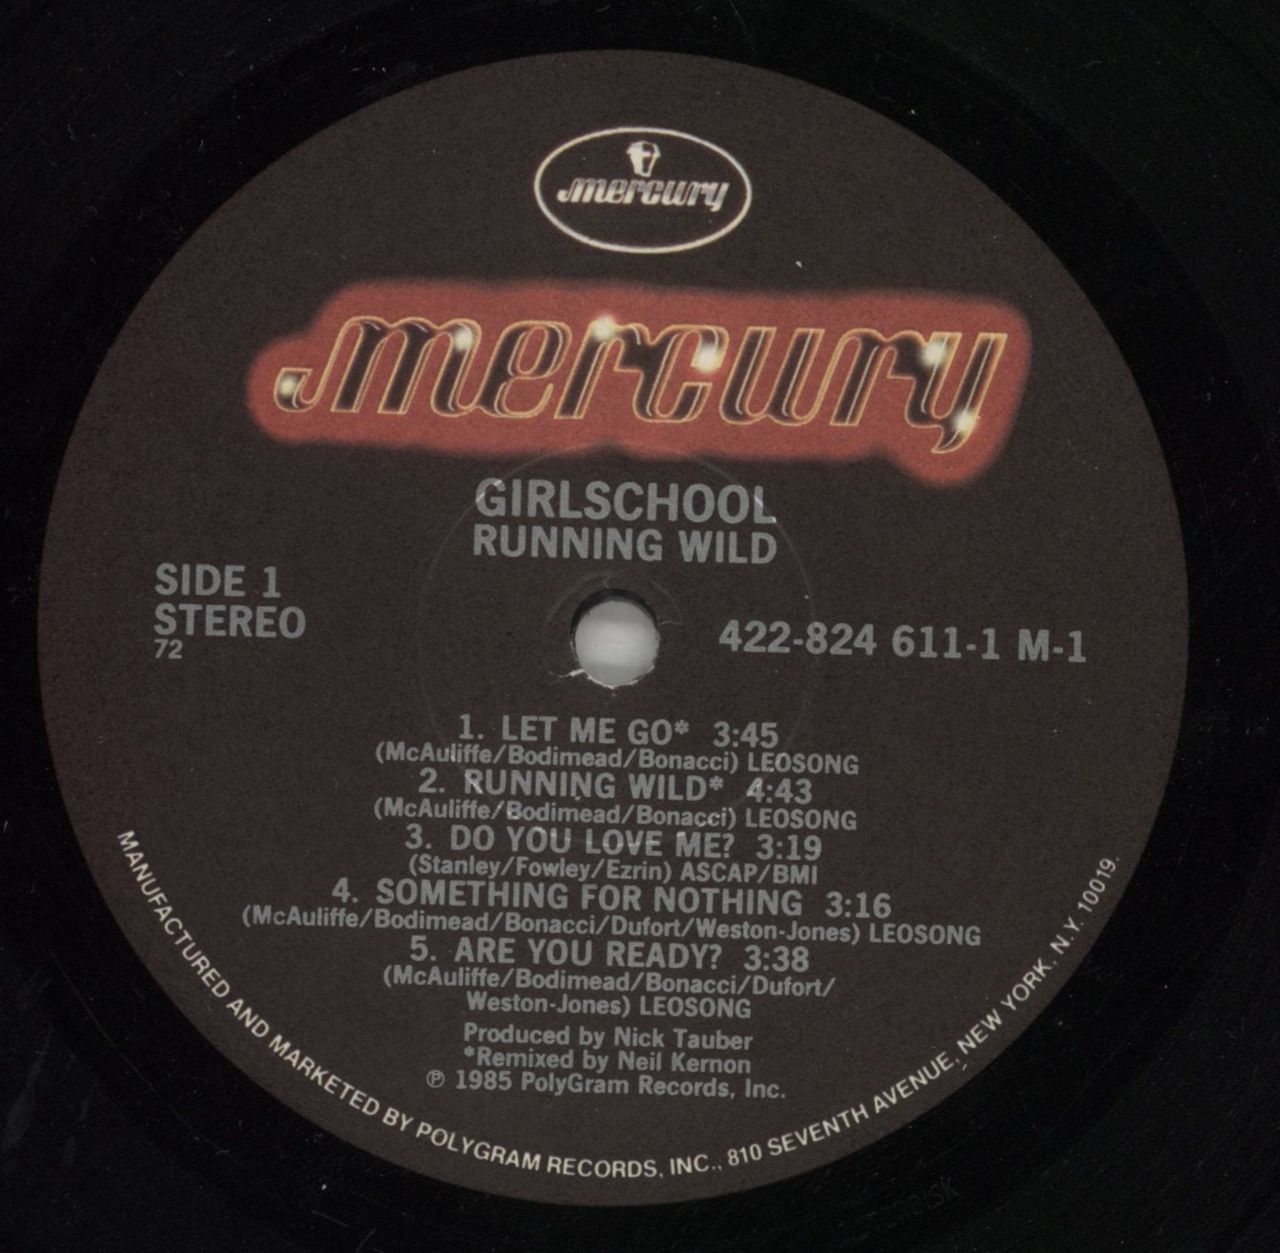 mercury
mercury
GIRLSCHOOL
RUNNING WILD
SIDE 1
STEREO
72
422-824 611-1 M-1
1. LET ME GO* 3:45
(McAuliffe/Bodimead/Bonacci) LEOSONG
2. RUNNING WILD* 4:43
(McAuliffe/Bodimead/Bonacci) LEOSONG
3. DO YOU LOVE ME? 3:19
(Stanley/Fowley/Ezrin) ASCAP/BMI
4. SOMETHING FOR NOTHING 3:16
(McAuliffe/Bodimead/Bonacci/Dufort/Weston-Jones) LEOSONG
5. ARE YOU READY? 3:38
(McAuliffe/Bodimead/Bonacci/Dufort/
Weston-Jones) LEOSONG
Produced by Nick Tauber
*Remixed by Neil Kernon
℗ 1985 PolyGram Records, Inc.
MANUFACTURED AND MARKETED BY POLYGRAM RECORDS, INC., 810 SEVENTH AVENUE, NEW YORK, N.Y. 10019.